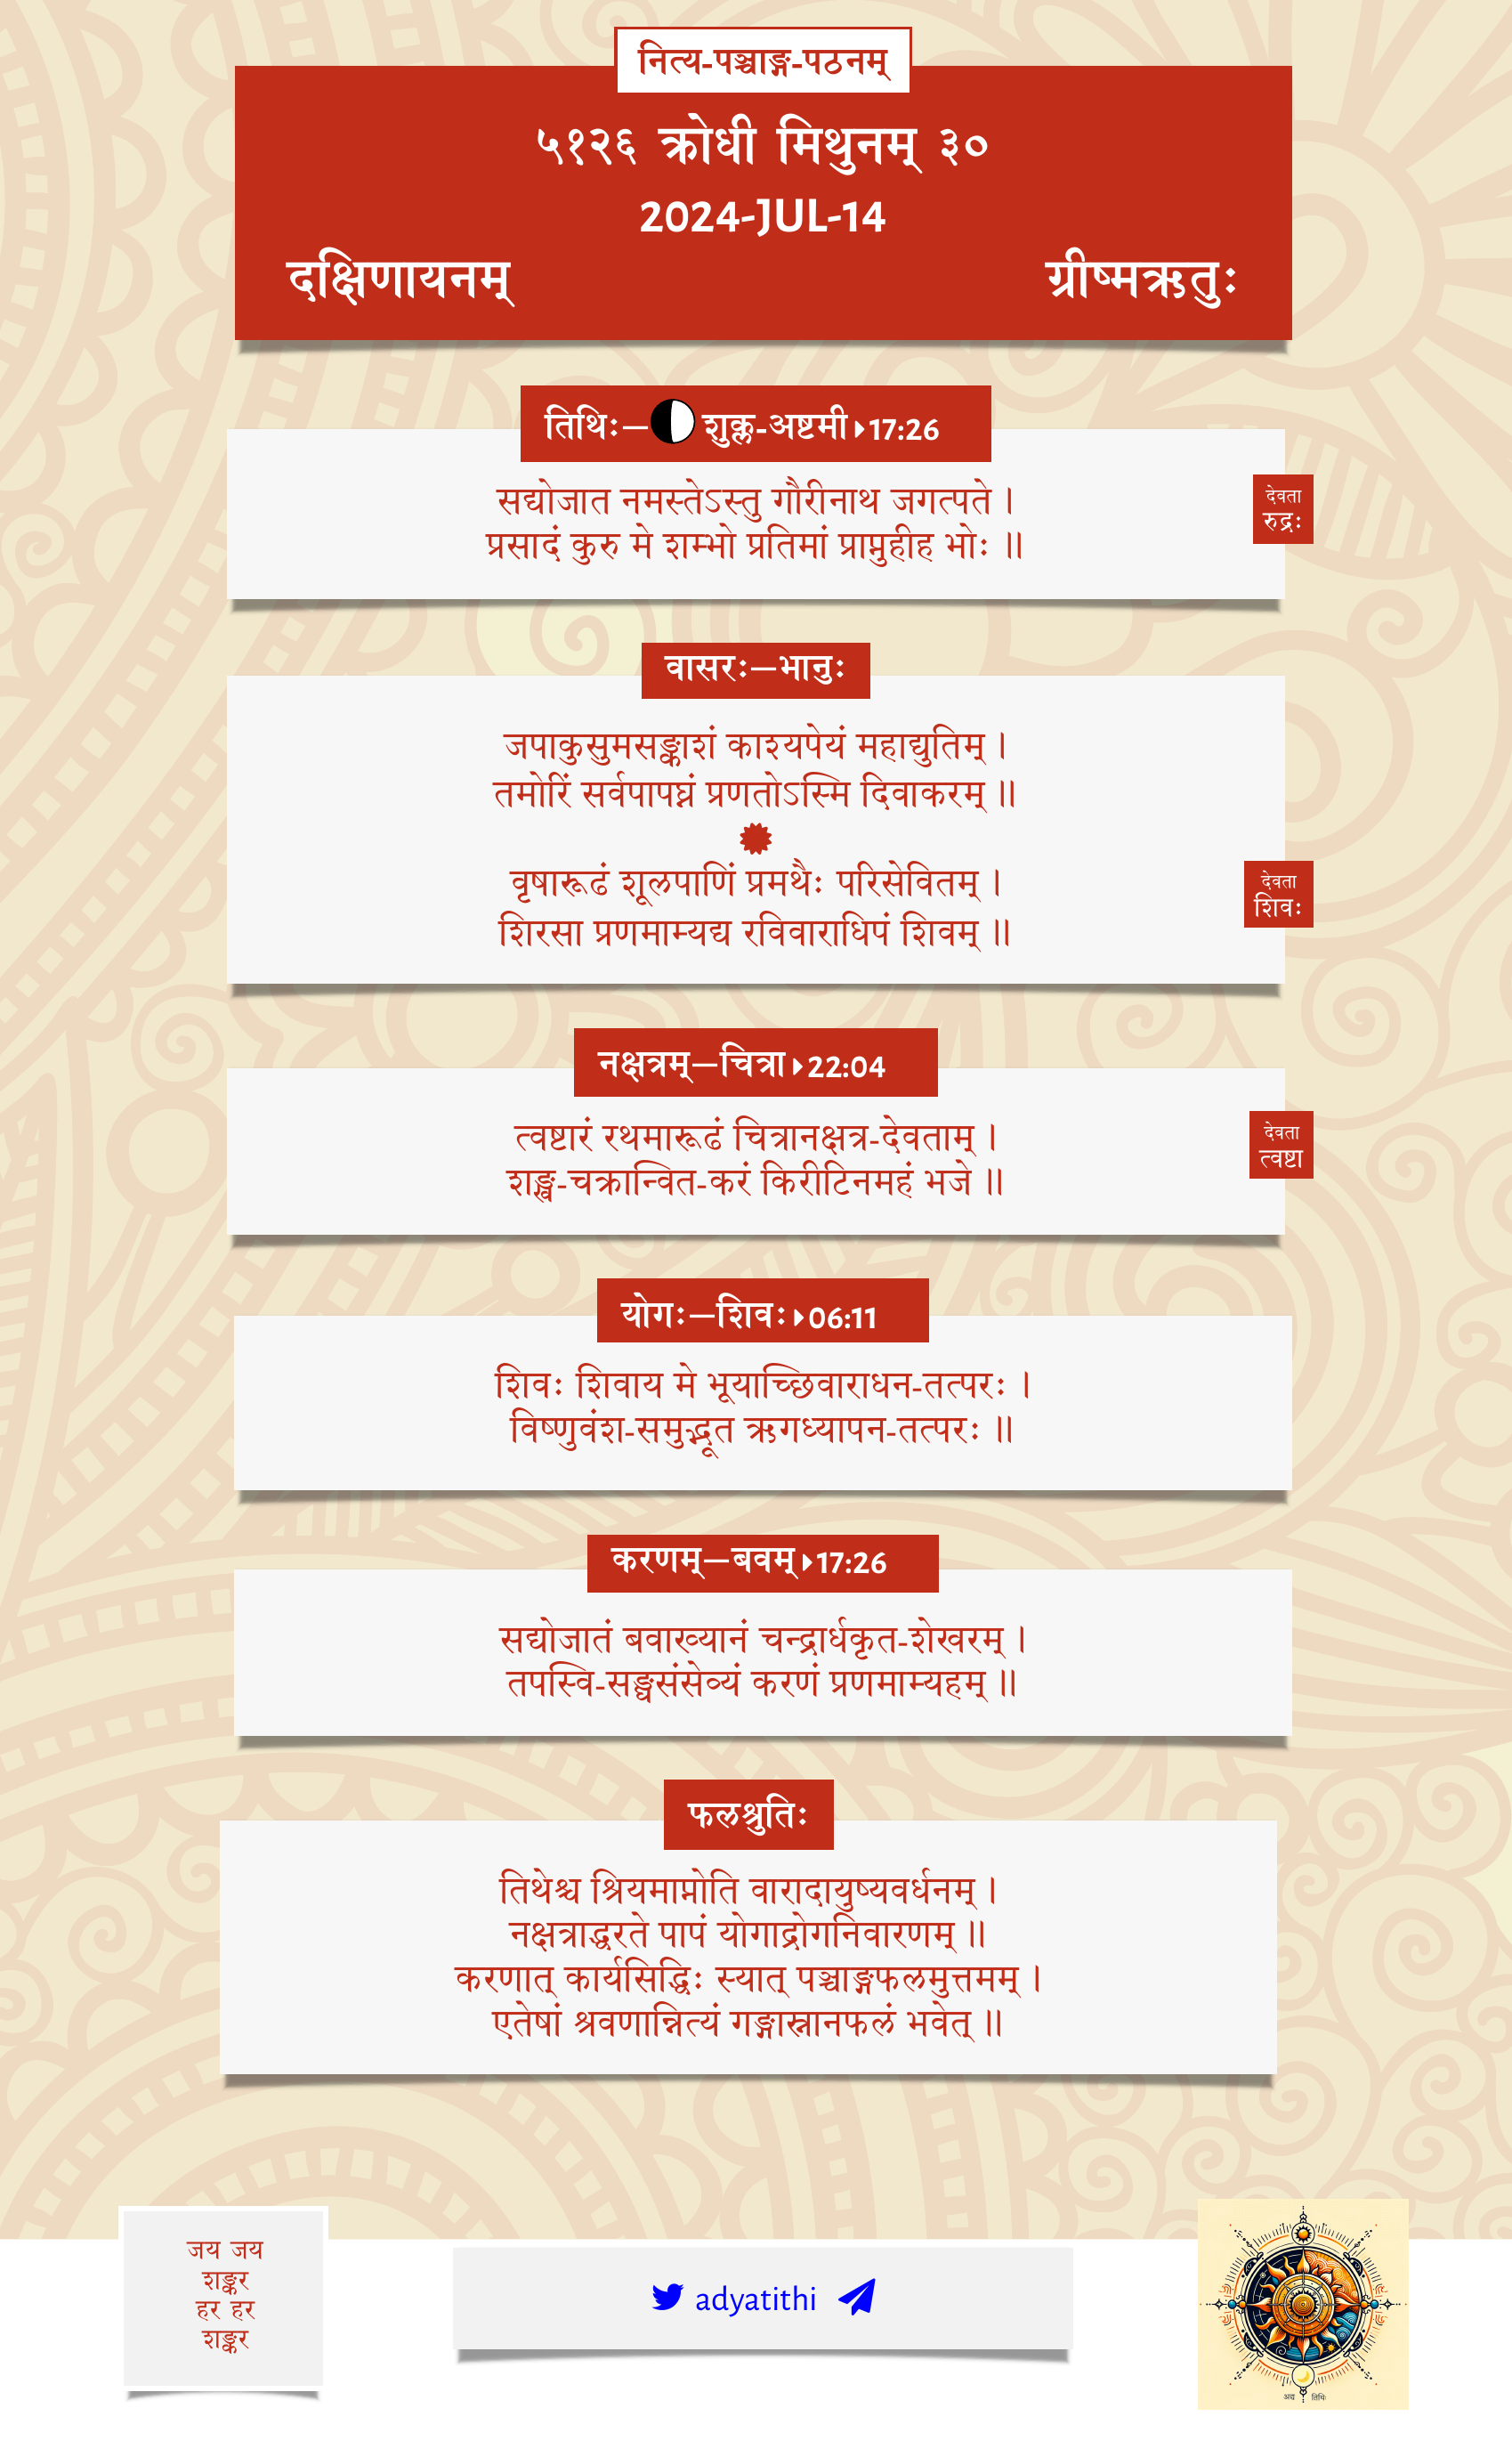 नित्य-पञ्चाङ्ग-पठनम्
५१२६ क्रोधी मिथुनम् ३०
2024-JUL-14
दक्षिणायनम् ग्रीष्मऋतुः
तिथिः—शुक्ल-अष्टमी 17:26
सद्योजात नमस्तेऽस्तु गौरीनाथ जगत्पते ।
प्रसादं कुरु मे शम्भो प्रतिमां प्राप्नुहीह भोः ॥
देवता
रुद्रः
वासरः—भानुः
जपाकुसुमसङ्काशं काश्यपेयं महाद्युतिम् ।
तमोरिं सर्वपापघ्नं प्रणतोऽस्मि दिवाकरम् ॥
वृषारूढं शूलपाणिं प्रमथैः परिसेवितम् ।
शिरसा प्रणमाम्यद्य रविवाराधिपं शिवम् ॥
देवता
शिवः
नक्षत्रम्—चित्रा 22:04
त्वष्टारं रथमारूढं चित्रानक्षत्र-देवताम् ।
शङ्ख-चक्रान्वित-करं किरीटिनमहं भजे ॥
देवता
त्वष्टा
योगः—शिवः 06:11
शिवः शिवाय मे भूयाच्छिवाराधन-तत्परः ।
विष्णुवंश-समुद्भूत ऋगध्यापन-तत्परः ॥
करणम्—बवम् 17:26
सद्योजातं बवाख्यानं चन्द्रार्धकृत-शेखरम् ।
तपस्वि-सङ्घसंसेव्यं करणं प्रणमाम्यहम् ॥
फलश्रुतिः
तिथेश्च श्रियमाप्नोति वारादायुष्यवर्धनम् ।
नक्षत्राद्धरते पापं योगाद्रोगनिवारणम् ॥
करणात् कार्यसिद्धिः स्यात् पञ्चाङ्गफलमुत्तमम् ।
एतेषां श्रवणान्नित्यं गङ्गास्नानफलं भवेत् ॥
जय जय
शङ्कर
हर हर
शङ्कर
adyatithi
अद्य तिथिः